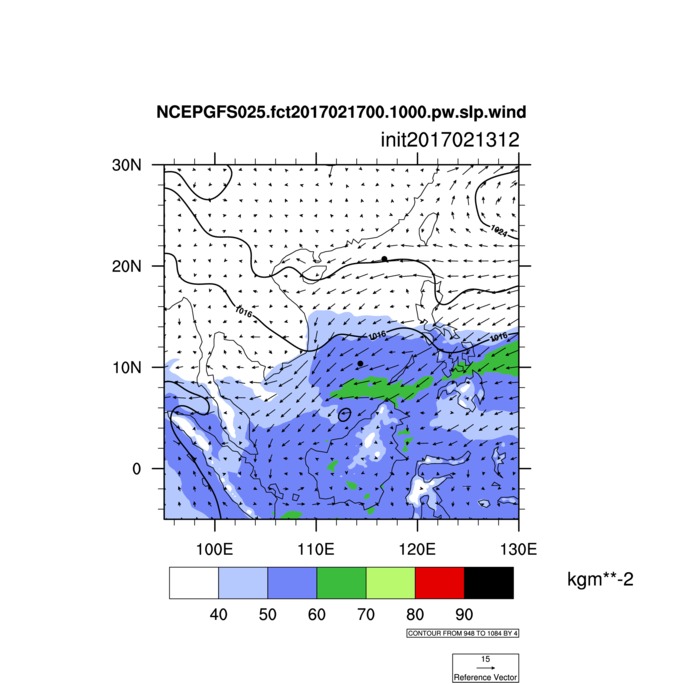 NCEPGFS025.fct2017021700.1000.pw.slp.wind
init2017021312
30N
1024
20N
1016
1016
1016
10N
0
100E
110E
120E
130E
kgm**-2
40
50
60
70
80
90
CONTOUR FROM 948 TO 1084 BY 4
15
Reference Vector